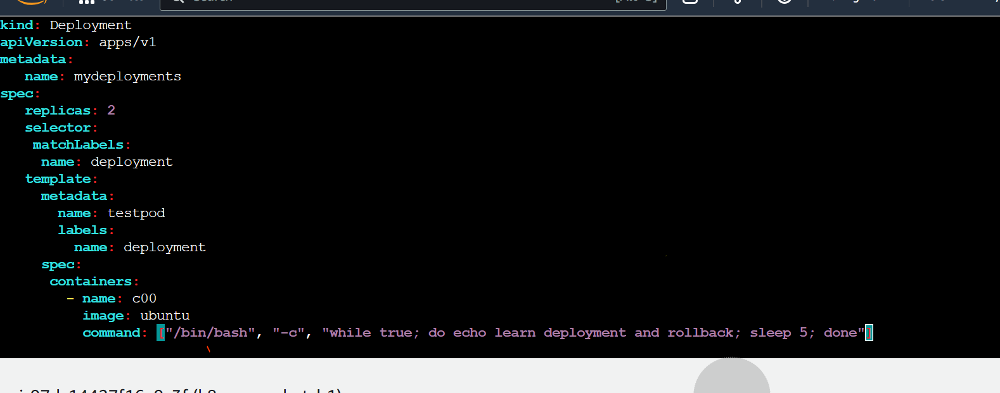 kind: Deployment
apiVersion: apps/v1
metadata:
   name: mydeployments
spec:
   replicas: 2
   selector:
    matchLabels:
     name: deployment
   template:
     metadata:
       name: testpod
       labels:
         name: deployment
     spec:
      containers:
        - name: c00
          image: ubuntu
          command: ["/bin/bash", "-c", "while true; do echo learn deployment and rollback; sleep 5; done"]